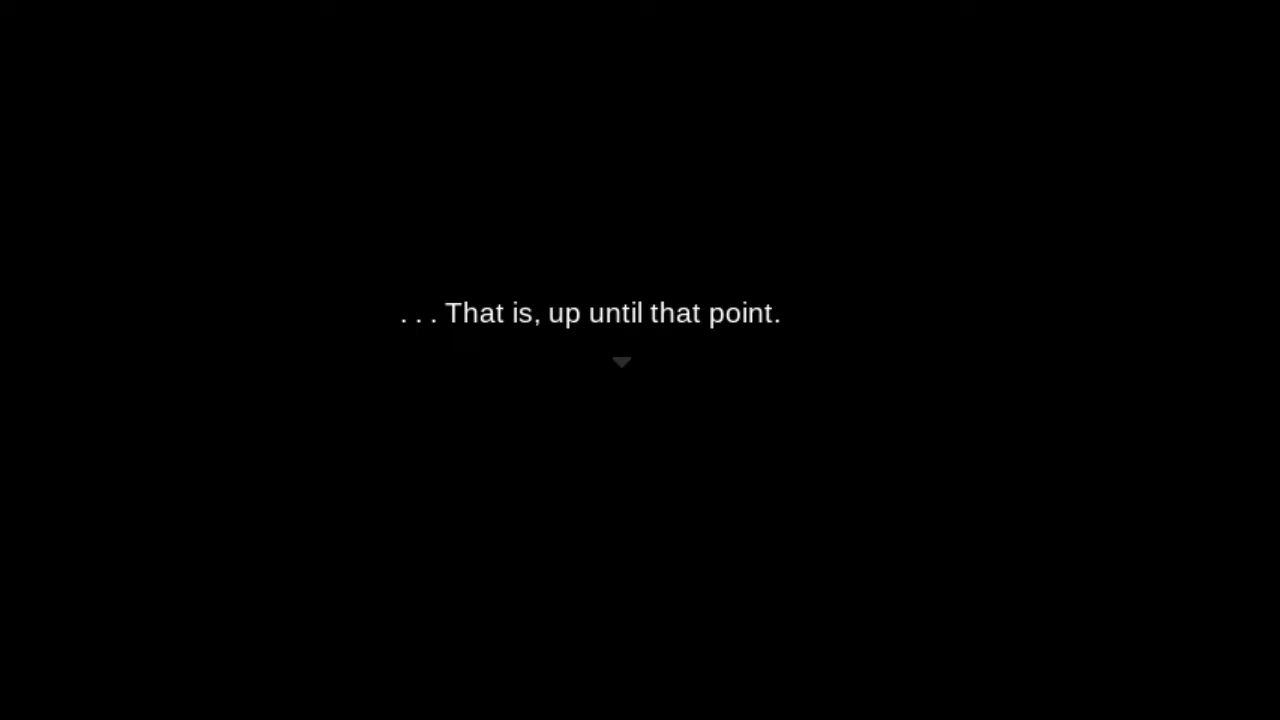 . . . That is, up until that point.